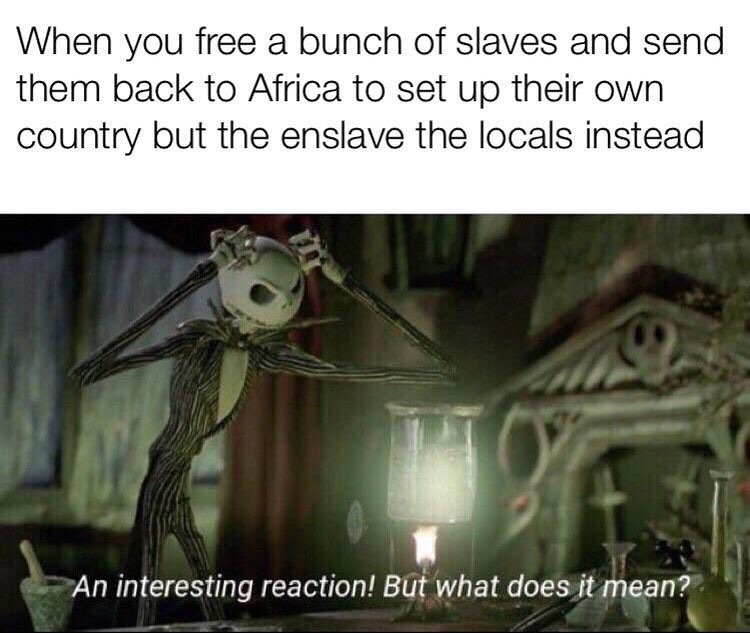 When you free a bunch of slaves and send
them back to Africa to set up their own
country but the enslave the locals instead
An interesting reaction! But what does it mean?